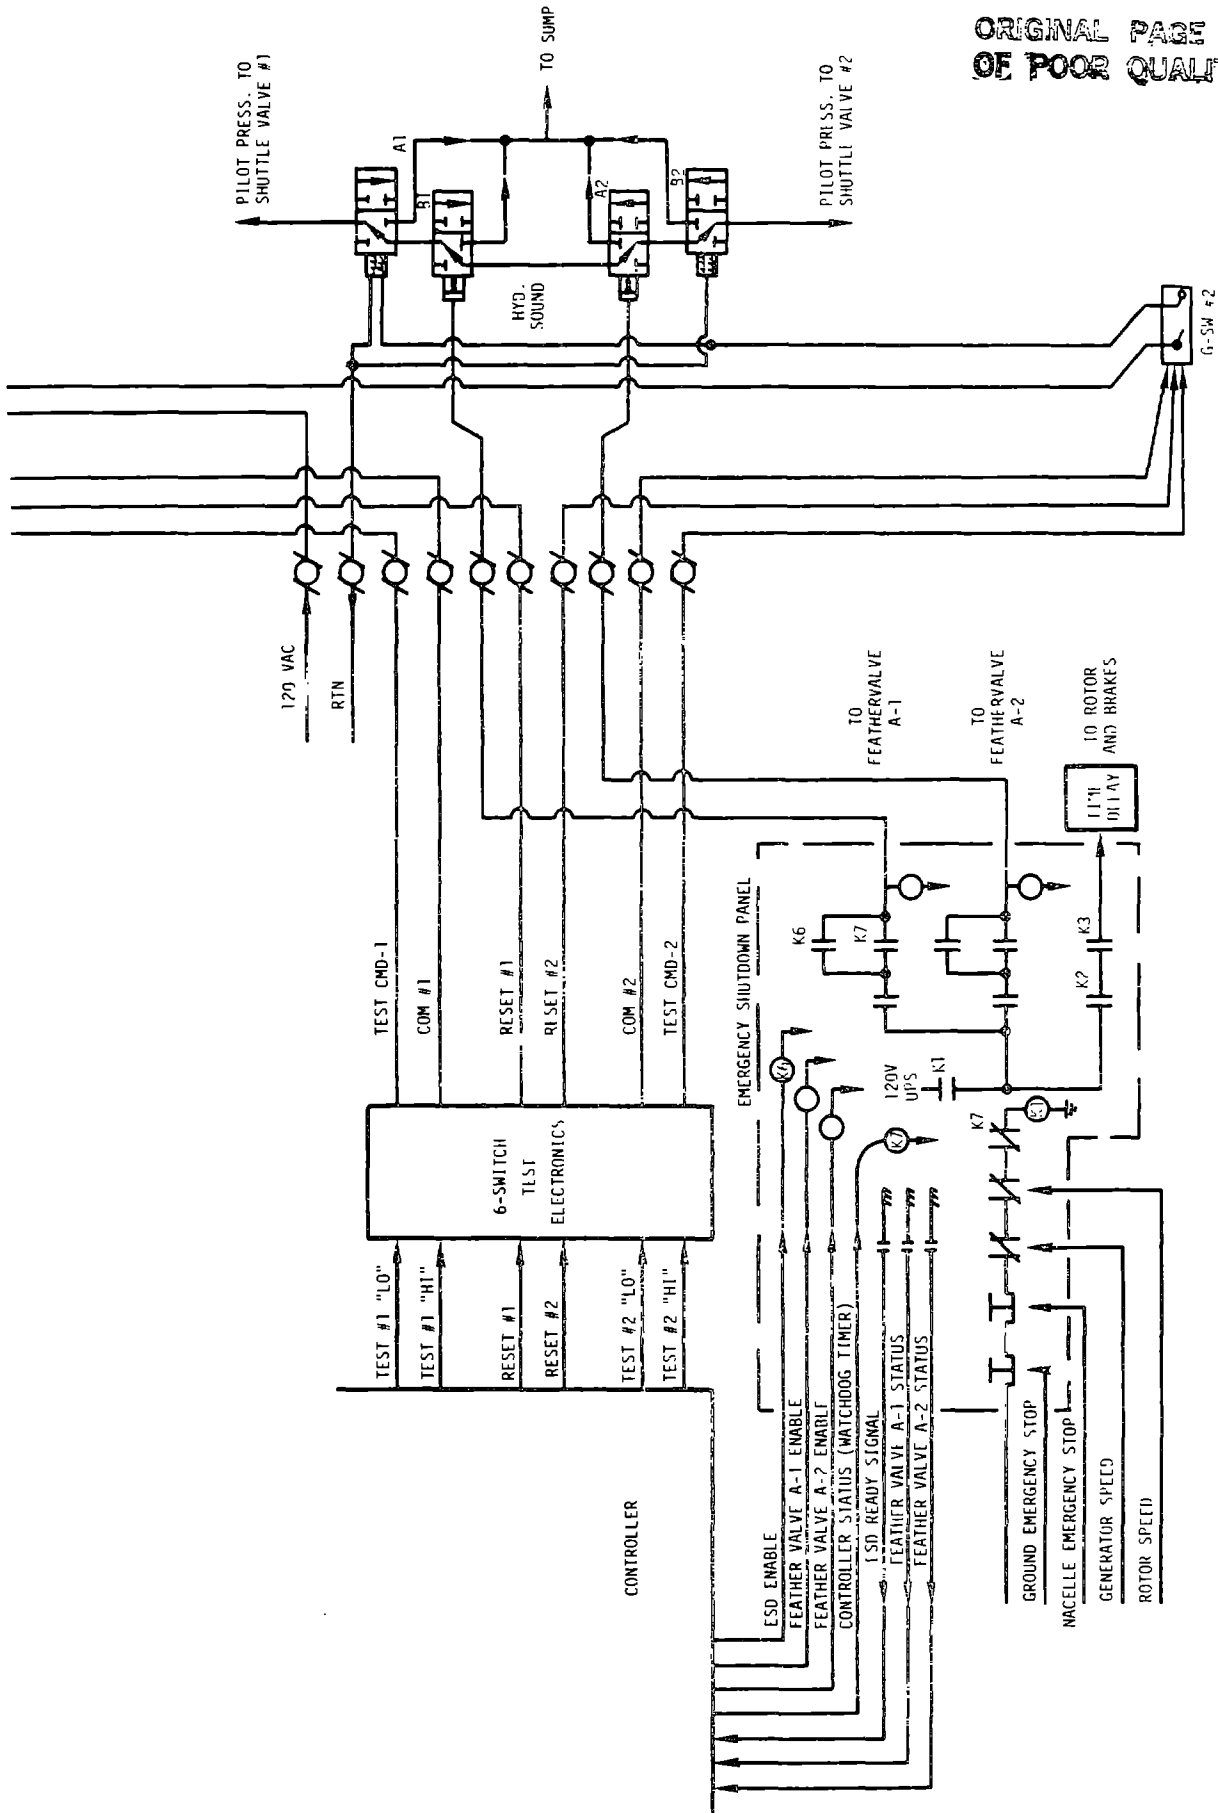 ORIGINAL PAGE
OF POOR QUALI
PILOT PRESS. TO
SHUTTLE VALVE #1
TO SUMP
PILOT PRESS. TO
SHUTTLE VALVE #2
A1
B1
A2
B2
HYD.
SOUND
G-SW #2
120 VAC
RTN
TEST CMD-1
COM #1
RESET #1
RESET #2
COM #2
TEST CMD-2
6-SWITCH
TEST
ELECTRONICS
TEST #1 "LO"
TEST #1 "HI"
RESET #1
RESET #2
TEST #2 "LO"
TEST #2 "HI"
CONTROLLER
TO
FEATHERVALVE
A-1
TO
FEATHERVALVE
A-2
TO ROTOR
AND BRAKES
TIME
DELAY
EMERGENCY SHUTDOWN PANEL
K6
K7
K2
K3
K6
120V
UPS
K1
K7
K7
K1
ESD ENABLE
FEATHER VALVE A-1 ENABLE
FEATHER VALVE A-2 ENABLE
CONTROLLER STATUS (WATCHDOG TIMER)
ESD READY SIGNAL
FEATHER VALVE A-1 STATUS
FEATHER VALVE A-2 STATUS
GROUND EMERGENCY STOP
NACELLE EMERGENCY STOP
GENERATOR SPEED
ROTOR SPEED